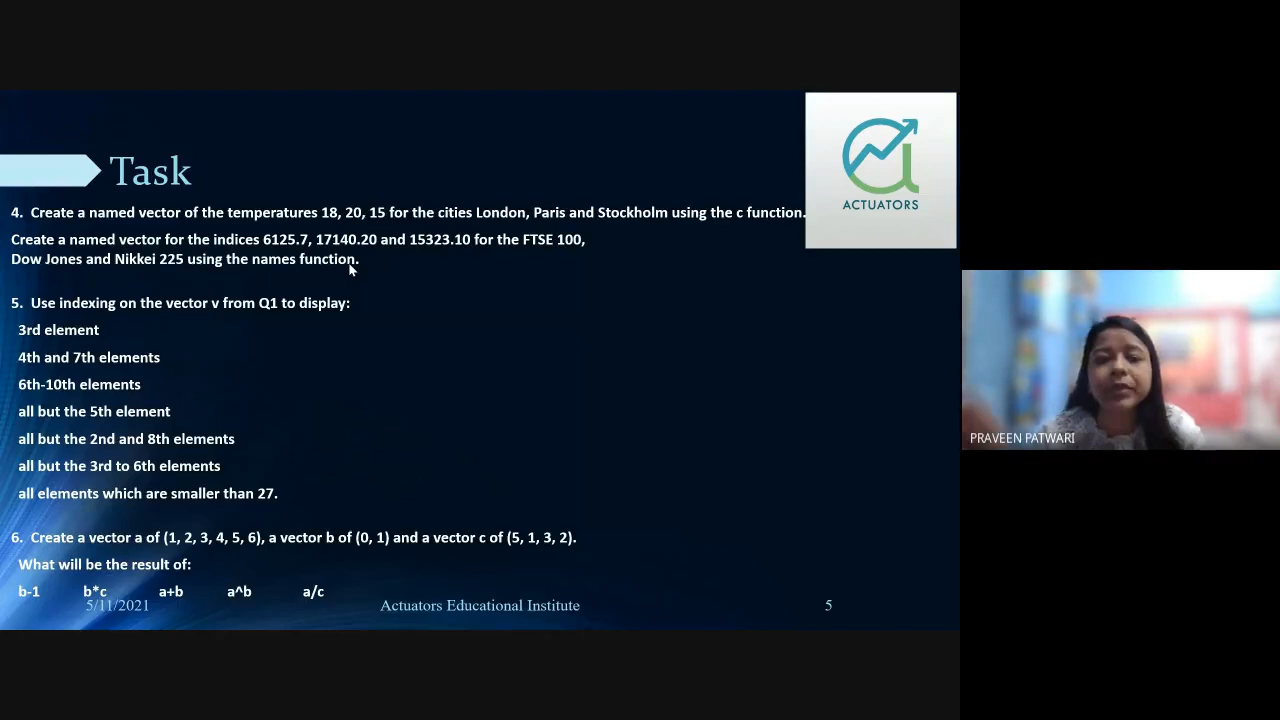 Task
ACTUATORS
4. Create a named vector of the temperatures 18, 20, 15 for the cities London, Paris and Stockholm using the c function.
Create a named vector for the indices 6125.7, 17140.20 and 15323.10 for the FTSE 100,
Dow Jones and Nikkei 225 using the names function.
5. Use indexing on the vector v from Q1 to display:
3rd element
4th and 7th elements
6th-10th elements
all but the 5th element
all but the 2nd and 8th elements
all but the 3rd to 6th elements
all elements which are smaller than 27.
PRAVEEN PATWARI
6. Create a vector a of (1, 2, 3, 4, 5, 6), a vector b of (0, 1) and a vector c of (5, 1, 3, 2).
What will be the result of:
b-1 b*c a+b a^b a/c
5/11/2021 Actuators Educational Institute 5